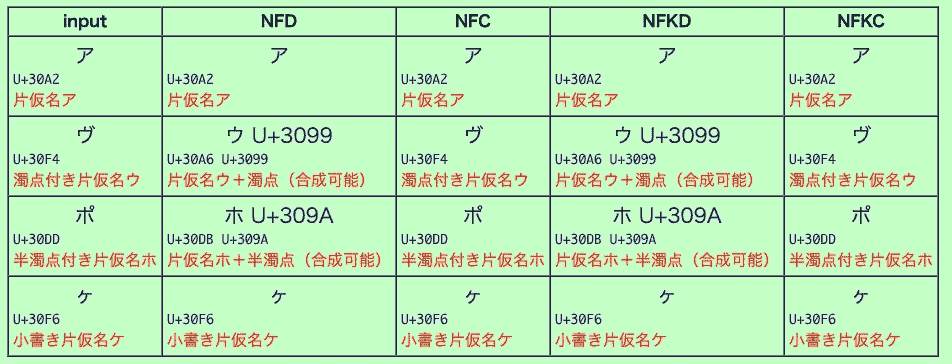 input NFD NFC NFKD NFKC
ア ア ア ア ア
U+30A2 U+30A2 U+30A2 U+30A2 U+30A2
片仮名ア 片仮名ア 片仮名ア 片仮名ア 片仮名ア
ヴ ウ U+3099 ヴ ウ U+3099 ヴ
U+30F4 U+30A6 U+3099 U+30F4 U+30A6 U+3099 U+30F4
濁点付き片仮名ウ 片仮名ウ+濁点（合成可能） 濁点付き片仮名ウ 片仮名ウ+濁点（合成可能） 濁点付き片仮名ウ
ポ ホ U+309A ポ ホ U+309A ポ
U+30DD U+30DB U+309A U+30DD U+30DB U+309A U+30DD
半濁点付き片仮名ホ 片仮名ホ+半濁点（合成可能） 半濁点付き片仮名ホ 片仮名ホ+半濁点（合成可能） 半濁点付き片仮名ホ
ヶ ヶ ヶ ヶ ヶ
U+30F6 U+30F6 U+30F6 U+30F6 U+30F6
小書き片仮名ケ 小書き片仮名ケ 小書き片仮名ケ 小書き片仮名ケ 小書き片仮名ケ